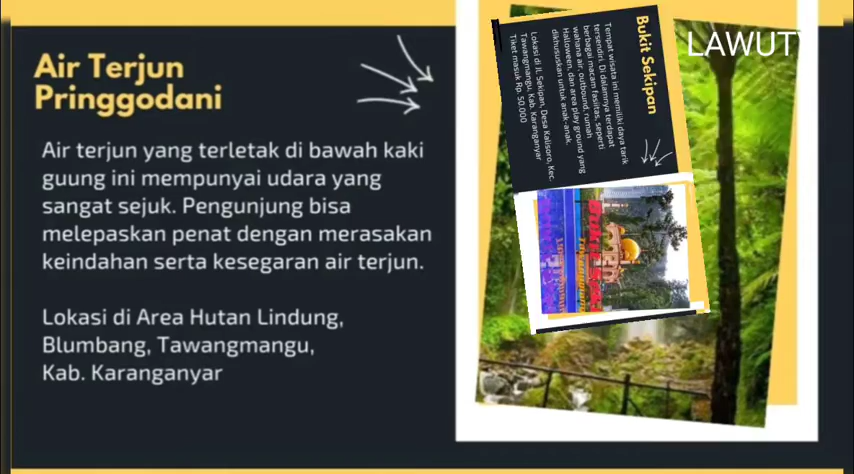 Air Terjun
Pringgodani
Air terjun yang terletak di bawah kaki
guung ini mempunyai udara yang
sangat sejuk. Pengunjung bisa
melepaskan penat dengan merasakan
keindahan serta kesegaran air terjun.
Lokasi di Area Hutan Lindung,
Blumbang, Tawangmangu,
Kab. Karanganyar
LAWUTV
Bukit Sekipan
Tempat wisata ini memiliki daya tarik
tersendiri. Di dalamnya terdapat
berbagai macam fasiitas, seperti
wahana air, outbound, rumah
Halloween, dan area play ground yang
dikhususkan untuk anak-anak.
Lokasi di Jl. Sekipan, Desa Kalisoro, Kec.
Tawangmangu, Kab. Karanganyar
Tiket masuk Rp. 50.000